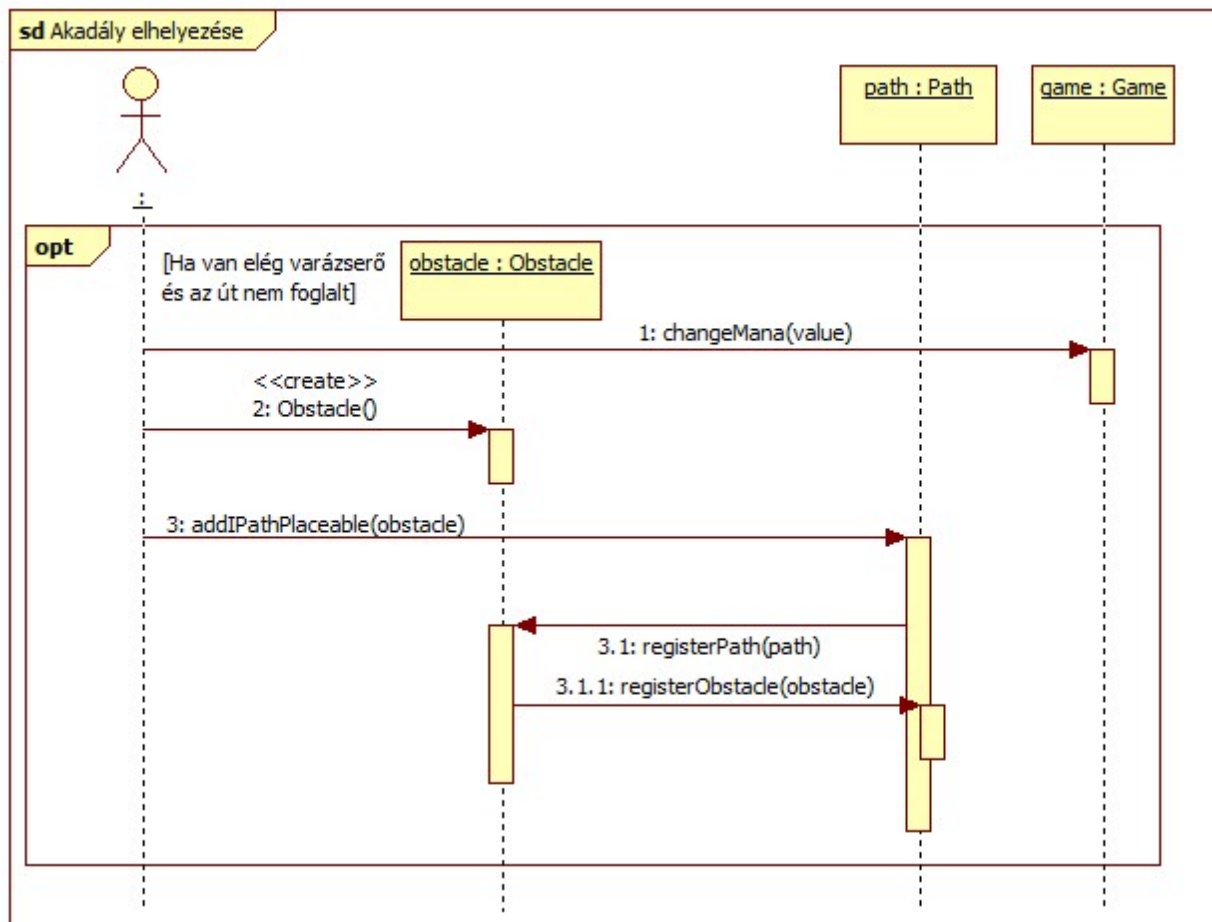 sd Akadály elhelyezése
path : Path
game : Game
:
opt
[Ha van elég varázserő
és az út nem foglalt]
obstacle : Obstacle
1: changeMana(value)
<<create>>
2: Obstacle()
3: addIPathPlaceable(obstacle)
3.1: registerPath(path)
3.1.1: registerObstacle(obstacle)